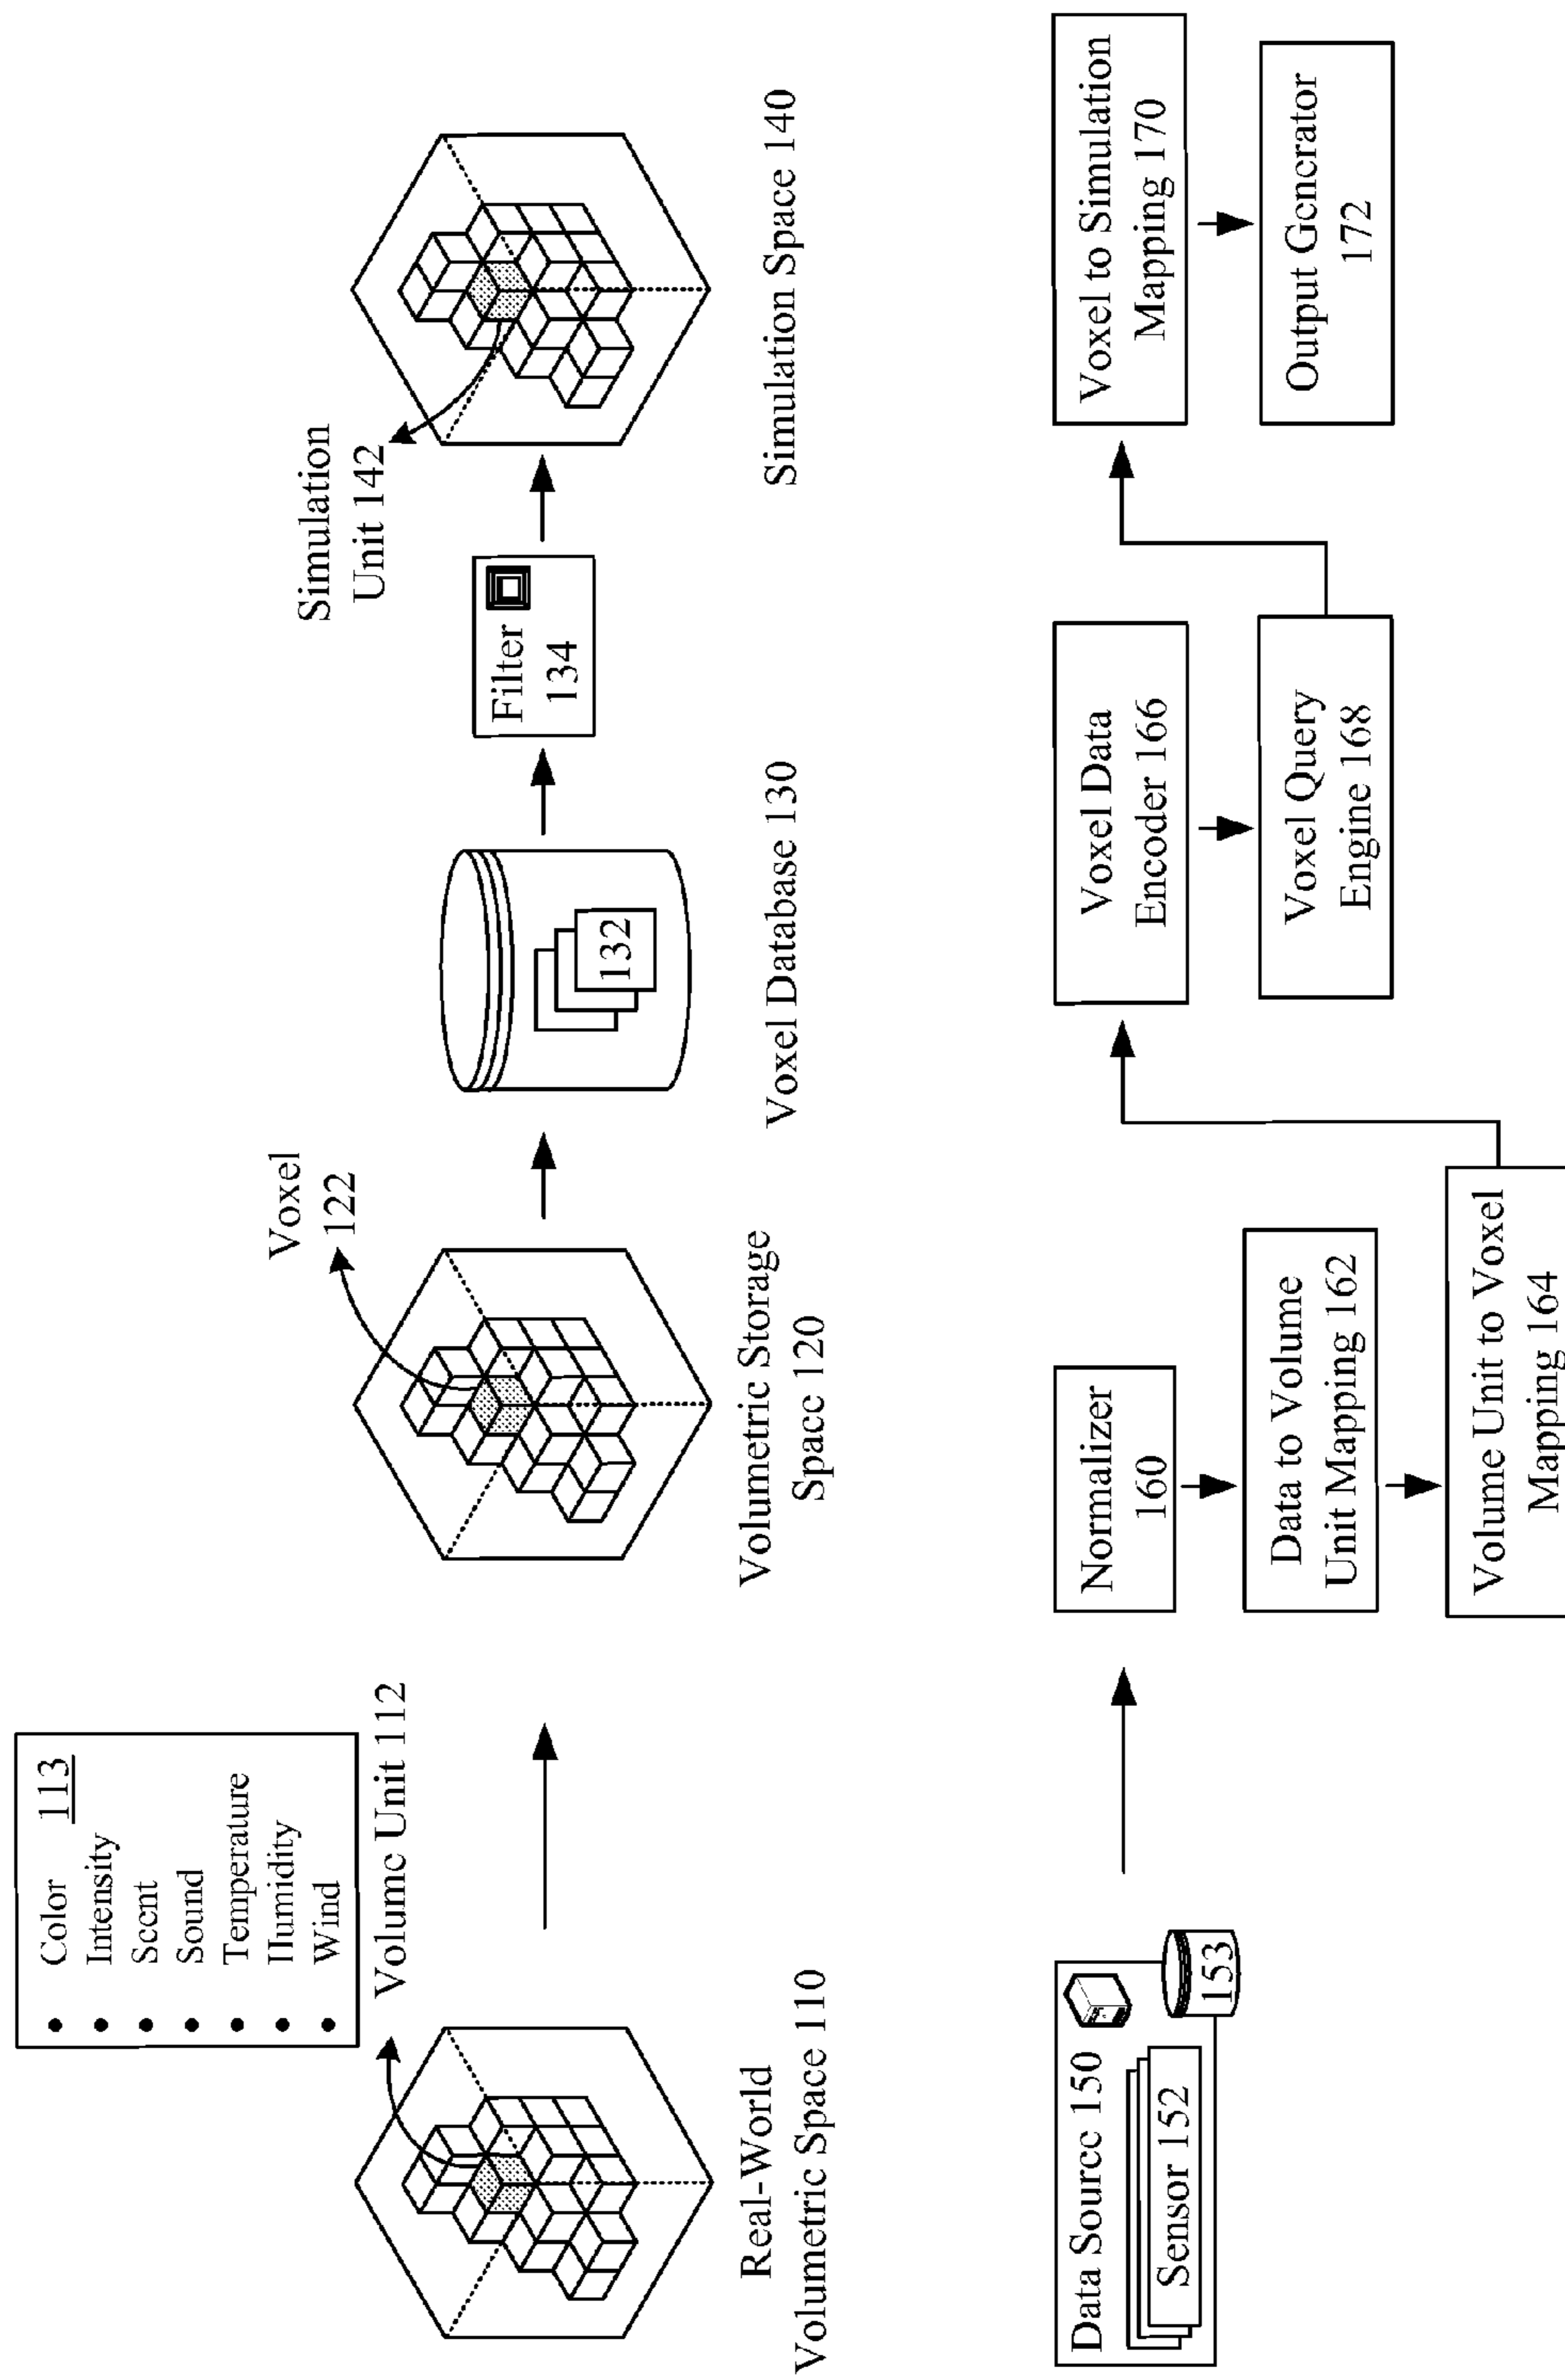 • Color 113
• Intensity
• Scent
• Sound
• Temperature
• Humidity
• Wind
Volume Unit 112
Real-World
Volumetric Space 110
Voxel
122
Volumetric Storage
Space 120
132
Voxel Database 130
Filter
134
Simulation
Unit 142
Simulation Space 140
Data Source 150
Sensor 152
153
Normalizer
160
Data to Volume
Unit Mapping 162
Volume Unit to Voxel
Mapping 164
Voxel Data
Encoder 166
Voxel Query
Engine 168
Voxel to Simulation
Mapping 170
Output Generator
172